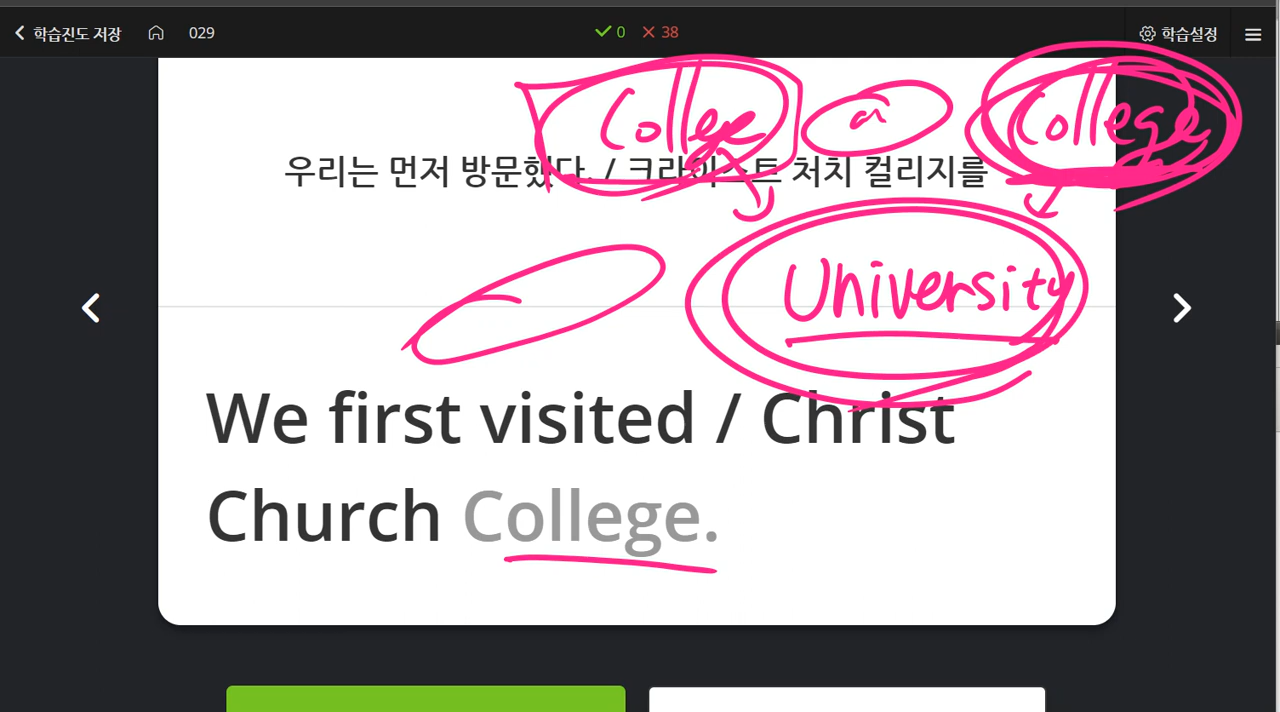 학습진도 저장 029 0 38 학습설정
College a College
우리는 먼저 방문했다. / 크라이스트 처치 컬리지를
University
We first visited / Christ
Church College.